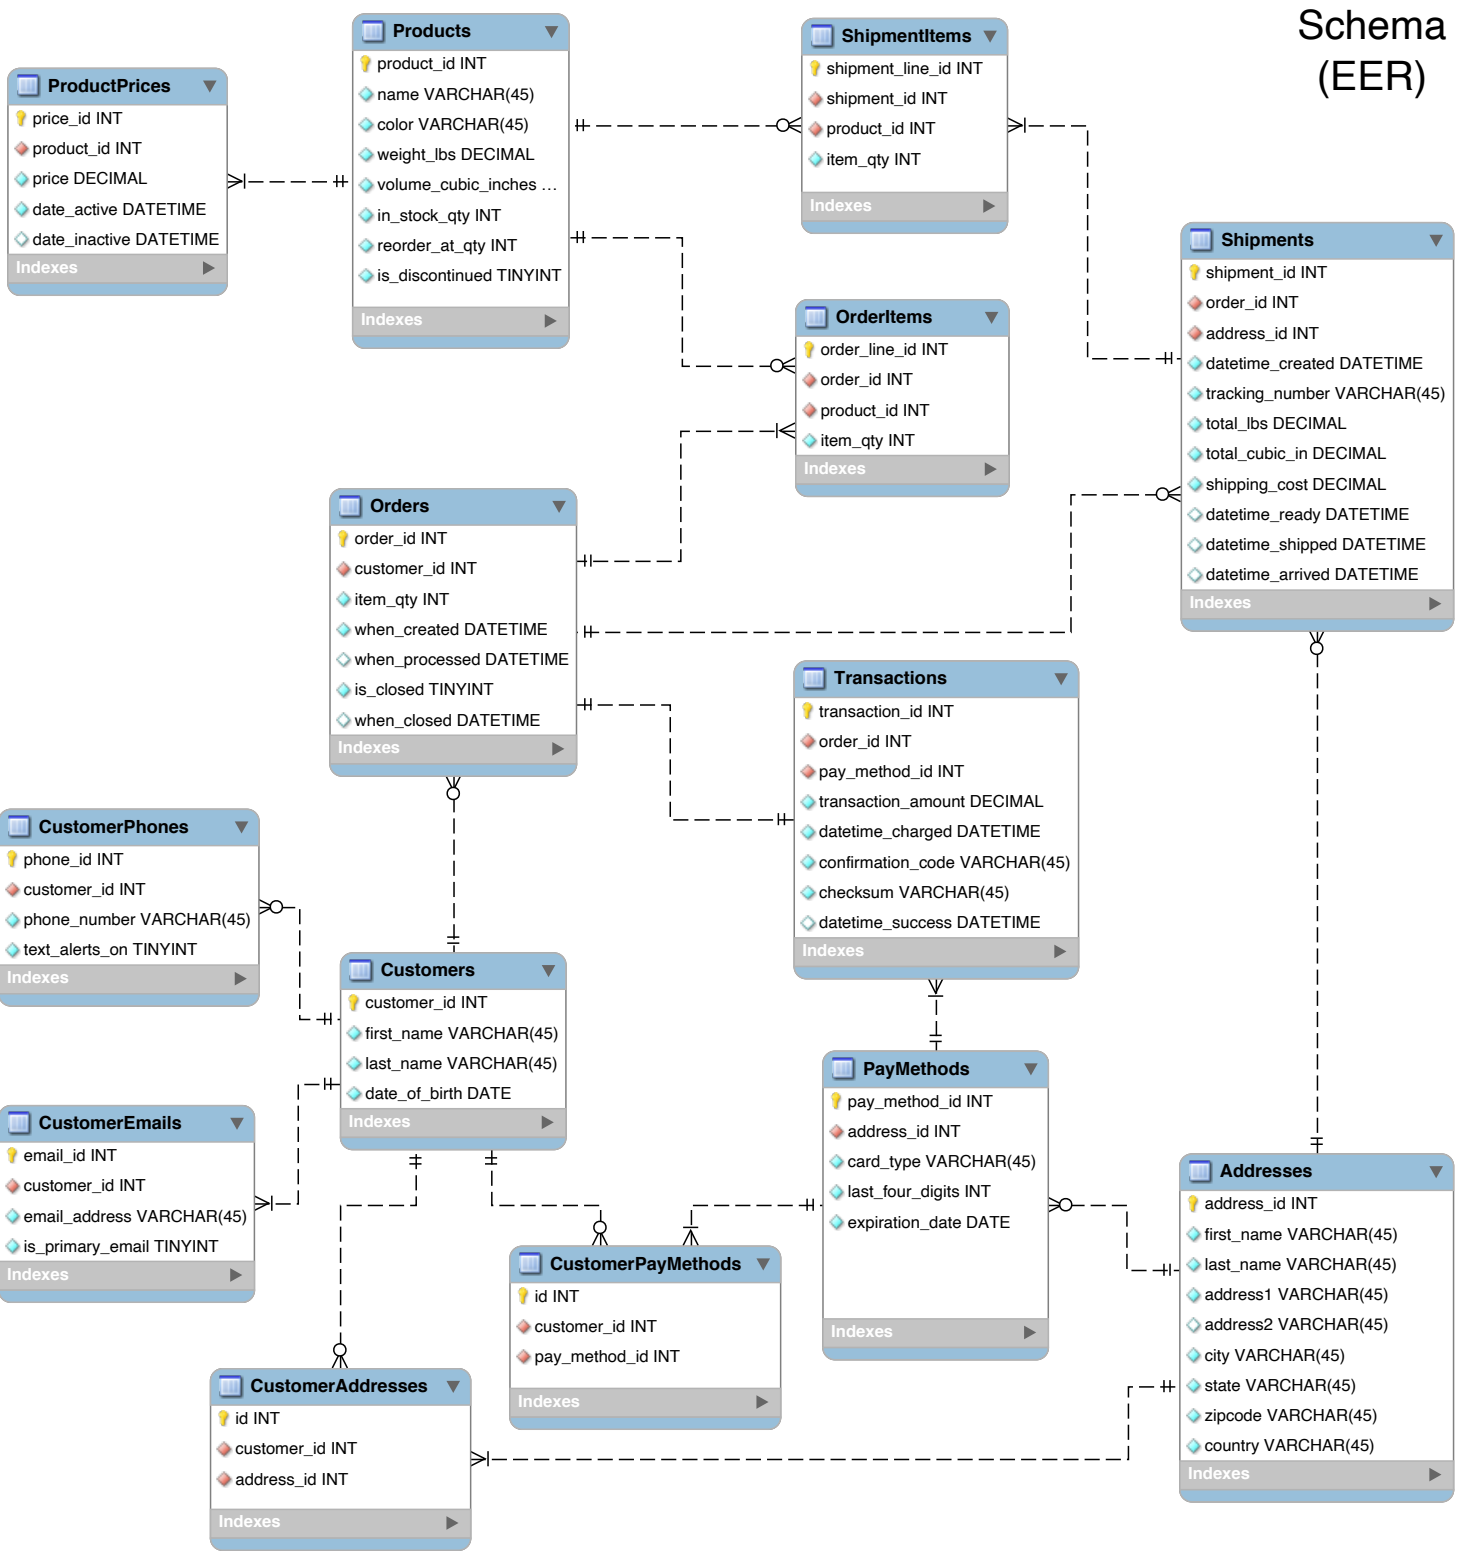 Schema
(EER)
Products
product_id INT
name VARCHAR(45)
color VARCHAR(45)
weight_lbs DECIMAL
volume_cubic_inches ...
in_stock_qty INT
reorder_at_qty INT
is_discontinued TINYINT
Indexes
ShipmentItems
shipment_line_id INT
shipment_id INT
product_id INT
item_qty INT
Indexes
ProductPrices
price_id INT
product_id INT
price DECIMAL
date_active DATETIME
date_inactive DATETIME
Indexes
Shipments
shipment_id INT
order_id INT
address_id INT
datetime_created DATETIME
tracking_number VARCHAR(45)
total_lbs DECIMAL
total_cubic_in DECIMAL
shipping_cost DECIMAL
datetime_ready DATETIME
datetime_shipped DATETIME
datetime_arrived DATETIME
Indexes
OrderItems
order_line_id INT
order_id INT
product_id INT
item_qty INT
Indexes
Orders
order_id INT
customer_id INT
item_qty INT
when_created DATETIME
when_processed DATETIME
is_closed TINYINT
when_closed DATETIME
Indexes
Transactions
transaction_id INT
order_id INT
pay_method_id INT
transaction_amount DECIMAL
datetime_charged DATETIME
confirmation_code VARCHAR(45)
checksum VARCHAR(45)
datetime_success DATETIME
Indexes
CustomerPhones
phone_id INT
customer_id INT
phone_number VARCHAR(45)
text_alerts_on TINYINT
Indexes
Customers
customer_id INT
first_name VARCHAR(45)
last_name VARCHAR(45)
date_of_birth DATE
Indexes
PayMethods
pay_method_id INT
address_id INT
card_type VARCHAR(45)
last_four_digits INT
expiration_date DATE
Indexes
CustomerEmails
email_id INT
customer_id INT
email_address VARCHAR(45)
is_primary_email TINYINT
Indexes
Addresses
address_id INT
first_name VARCHAR(45)
last_name VARCHAR(45)
address1 VARCHAR(45)
address2 VARCHAR(45)
city VARCHAR(45)
state VARCHAR(45)
zipcode VARCHAR(45)
country VARCHAR(45)
Indexes
CustomerPayMethods
id INT
customer_id INT
pay_method_id INT
Indexes
CustomerAddresses
id INT
customer_id INT
address_id INT
Indexes